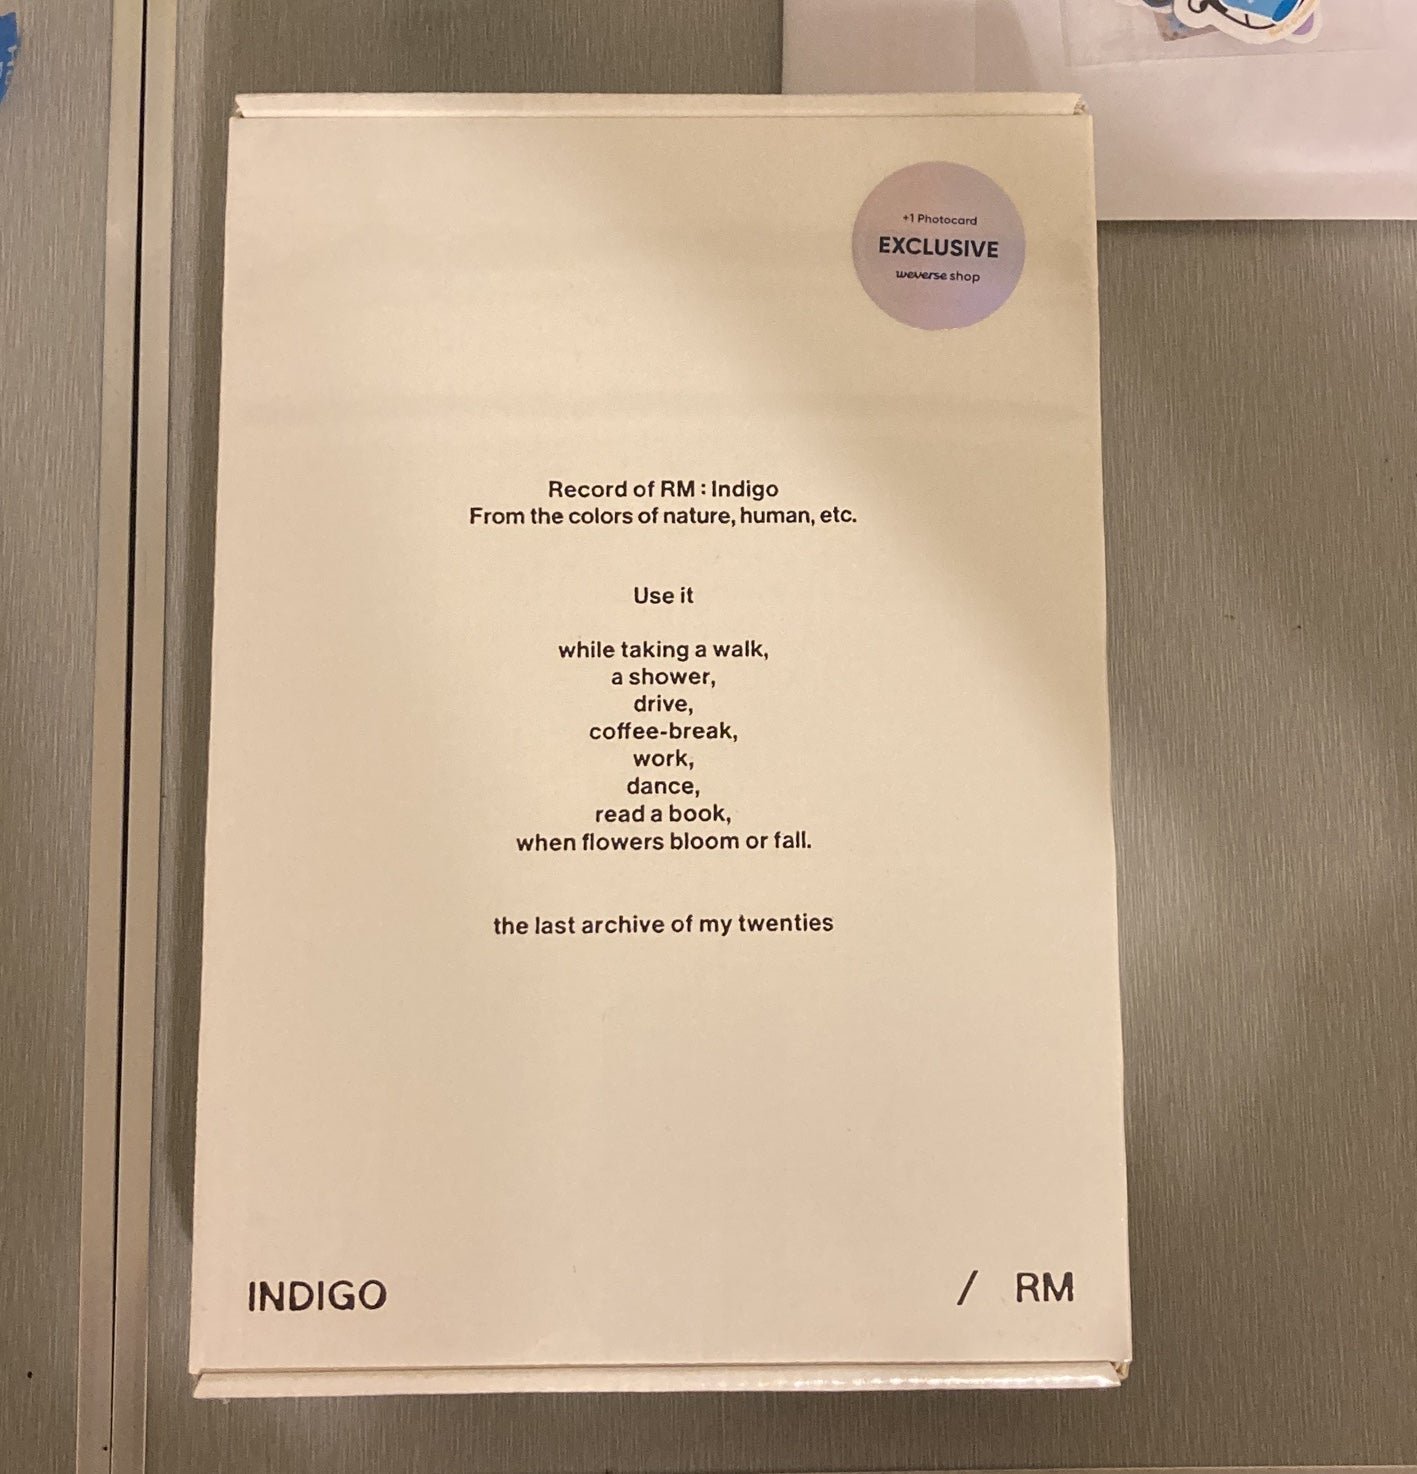 +1 Photocard
EXCLUSIVE
weverse shop
Record of RM : Indigo
From the colors of nature, human, etc.
Use it
while taking a walk,
a shower,
drive,
coffee-break,
work,
dance,
read a book,
when flowers bloom or fall.
the last archive of my twenties
INDIGO / RM